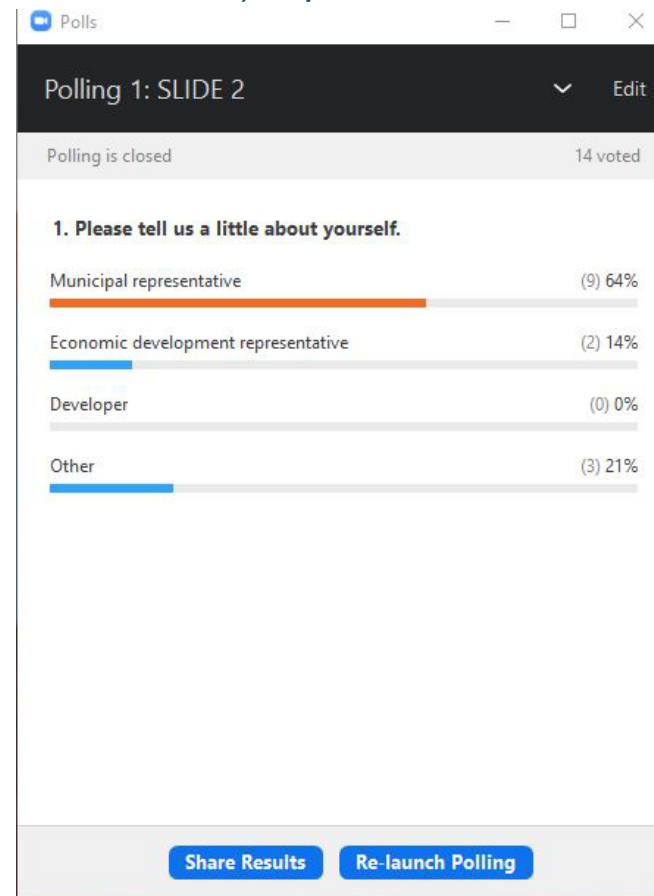 Polls
Polling 1: SLIDE 2 Edit
Polling is closed 14 voted
1. Please tell us a little about yourself.
Municipal representative (9) 64%
Economic development representative (2) 14%
Developer (0) 0%
Other (3) 21%
Share Results Re-launch Polling